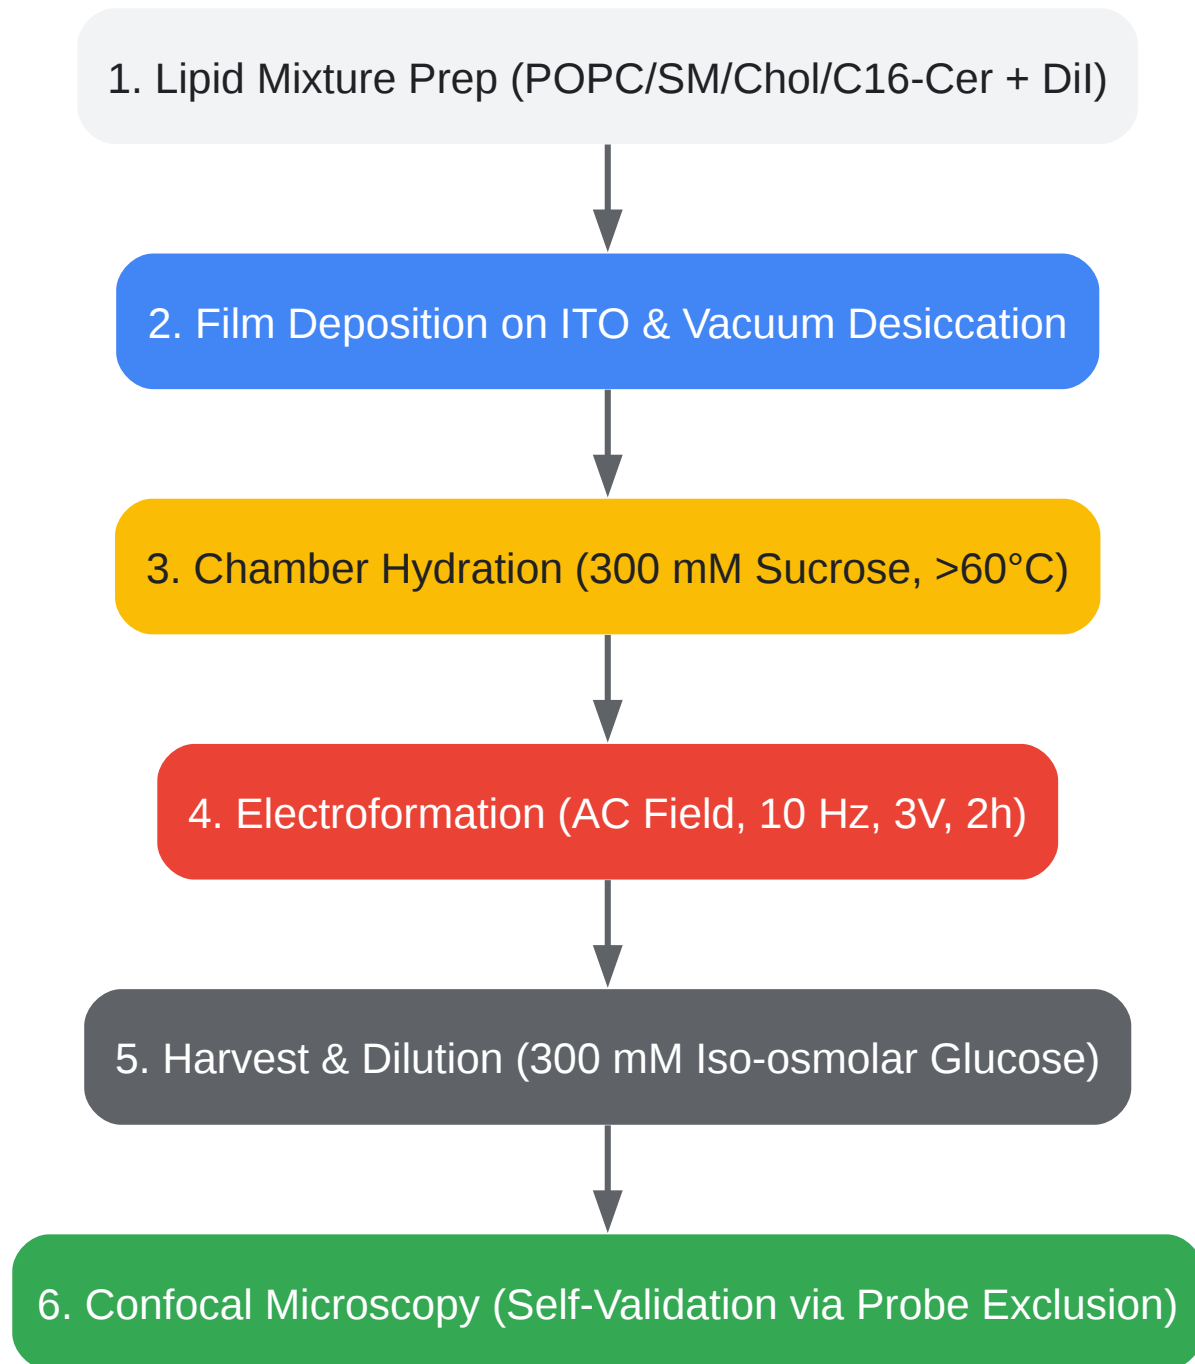 1. Lipid Mixture Prep (POPC/SM/Chol/C16-Cer + DiI)
2. Film Deposition on ITO & Vacuum Desiccation
3. Chamber Hydration (300 mM Sucrose, >60°C)
4. Electroformation (AC Field, 10 Hz, 3V, 2h)
5. Harvest & Dilution (300 mM Iso-osmolar Glucose)
6. Confocal Microscopy (Self-Validation via Probe Exclusion)